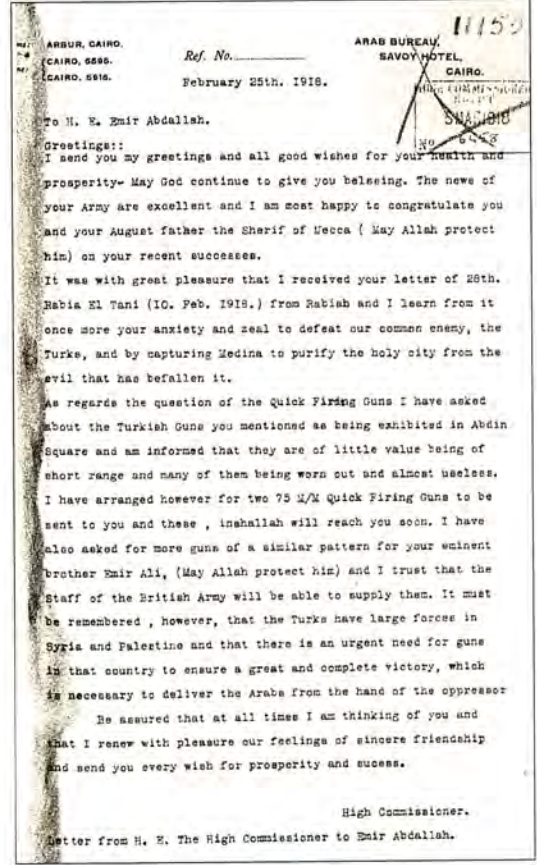 11150
ARBUR, CAIRO.
CAIRO, 6696.
CAIRO, 6916.
Ref. No.
ARAB BUREAU,
SAVOY HOTEL,
CAIRO.
February 25th. 1918.
HIGH COMMISSIONER
EGYPT
5MAR1918
No
To H. E. Emir Abdallah.
Greetings::
I send you my greetings and all good wishes for your health and
prosperity- May God continue to give you belseing. The news of
your Army are excellent and I am most happy to congratulate you
and your August father the Sherif of Mecca ( May Allah protect
him) on your recent successes.
It was with great pleasure that I received your letter of 28th.
Rabia El Tani (I0. Feb. I9I8.) from Rabiah and I learn from it
once more your anxiety and zeal to defeat our common enemy, the
Turks, and by capturing Medina to purify the holy city from the
evil that has befallen it.
As regards the question of the Quick Firing Guns I have asked
about the Turkish Guns you mentioned as being exhibited in Abdin
Square and am informed that they are of little value being of
short range and many of them being worn out and almost useless.
I have arranged however for two 75 M/M Quick Firing Guns to be
sent to you and these , inshallah will reach you soon. I have
also asked for more guns of a similar pattern for your eminent
brother Emir Ali, (May Allah protect him) and I trust that the
Staff of the British Army will be able to supply them. It must
be remembered , however, that the Turks have large forces in
Syria and Palestine and that there is an urgent need for guns
in that country to ensure a great and complete victory, which
is necessary to deliver the Arabs from the hand of the oppressor
Be assured that at all times I am thinking of you and
that I renew with pleasure our feelings of sincere friendship
and send you every wish for prosperity and sucess.
High Commissioner.
Letter from H. E. The High Commissioner to Emir Abdallah.